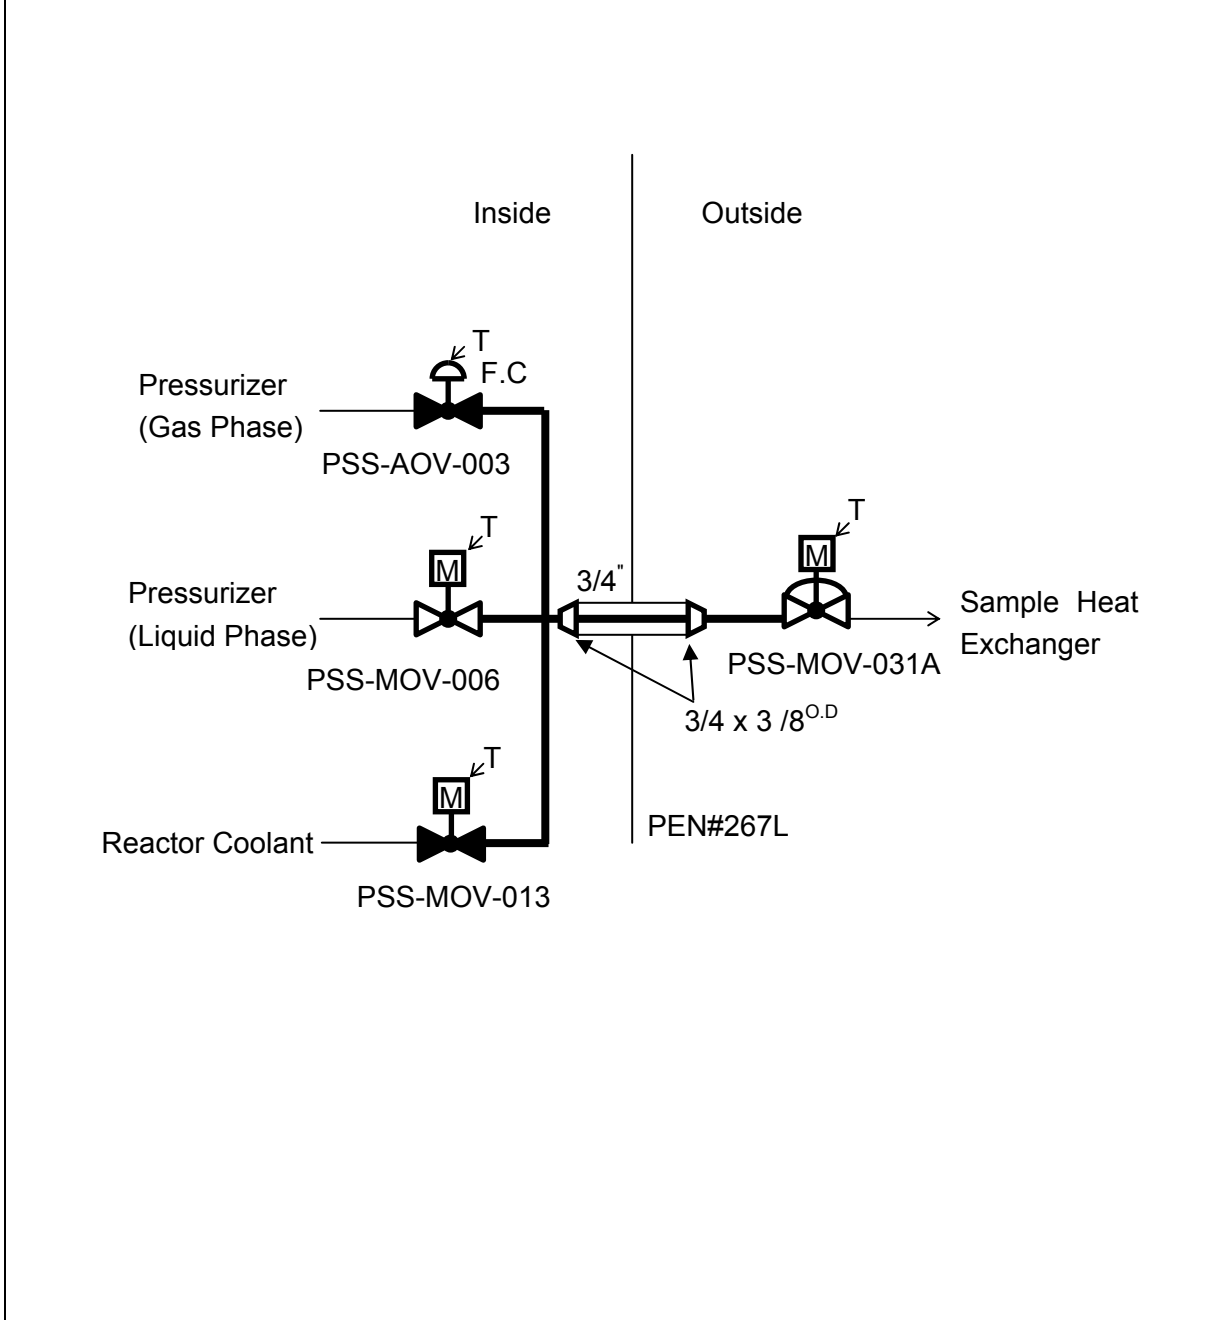 Inside
Outside
T
F.C
Pressurizer
(Gas Phase)
PSS-AOV-003
T
M
T
M
3/4"
Pressurizer
(Liquid Phase)
Sample Heat
Exchanger
PSS-MOV-031A
PSS-MOV-006
3/4 x 3 /8O.D
T
M
PEN#267L
Reactor Coolant
PSS-MOV-013